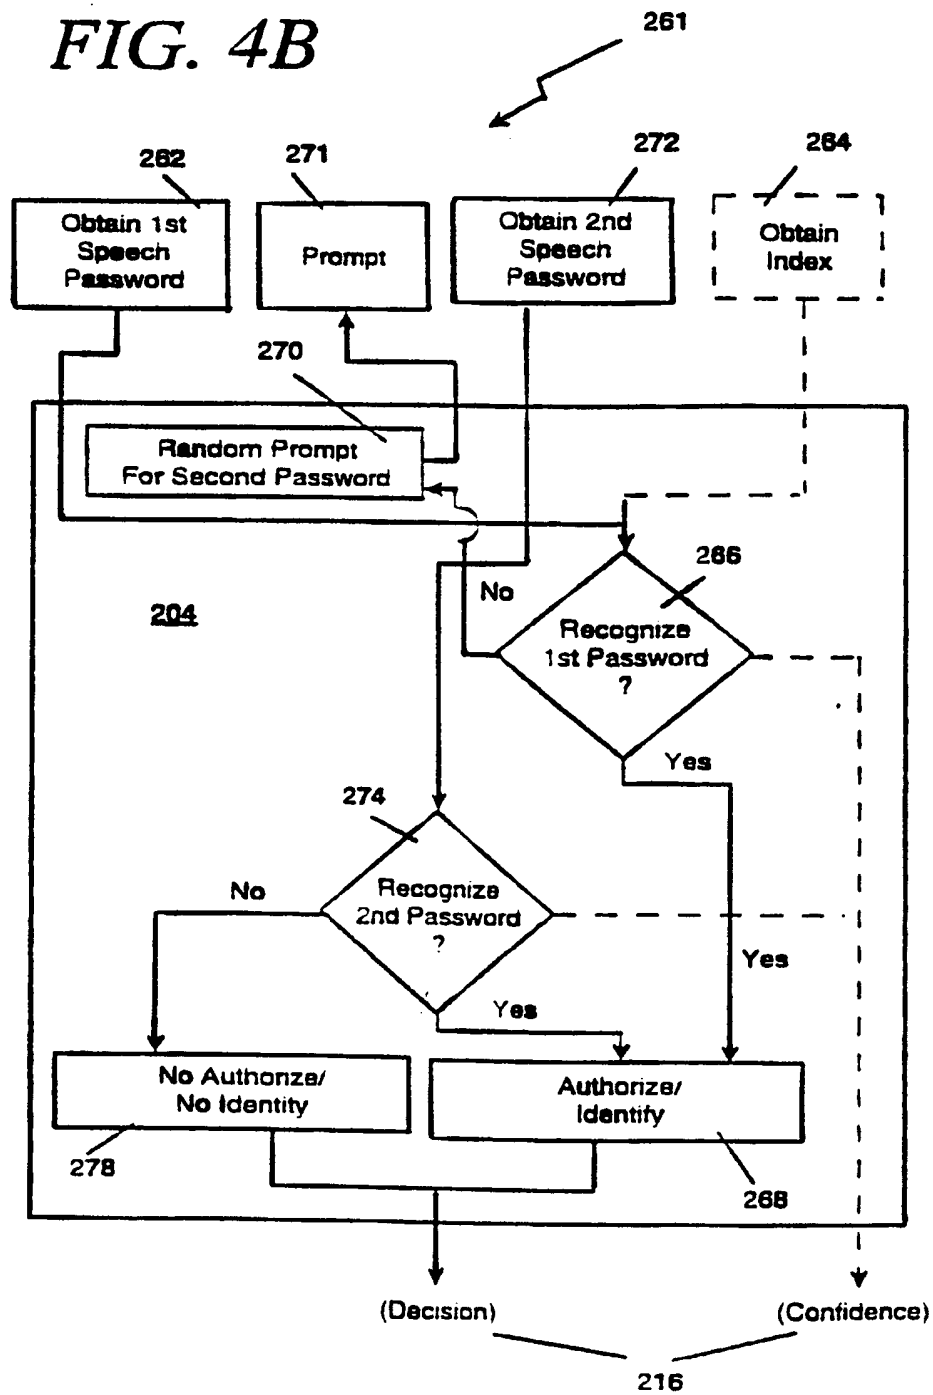 FIG. 4B
261
262
271
272
264
Obtain 1st
Speech
Password
Prompt
Obtain 2nd
Speech
Password
Obtain
Index
270
Random Prompt
For Second Password
266
No
204
Recognize
1st Password
?
Yes
274
No
Recognize
2nd Password
?
Yes
Yes
No Authorize/
No Identity
Authorize/
Identify
278
268
(Decision)
(Confidence)
216